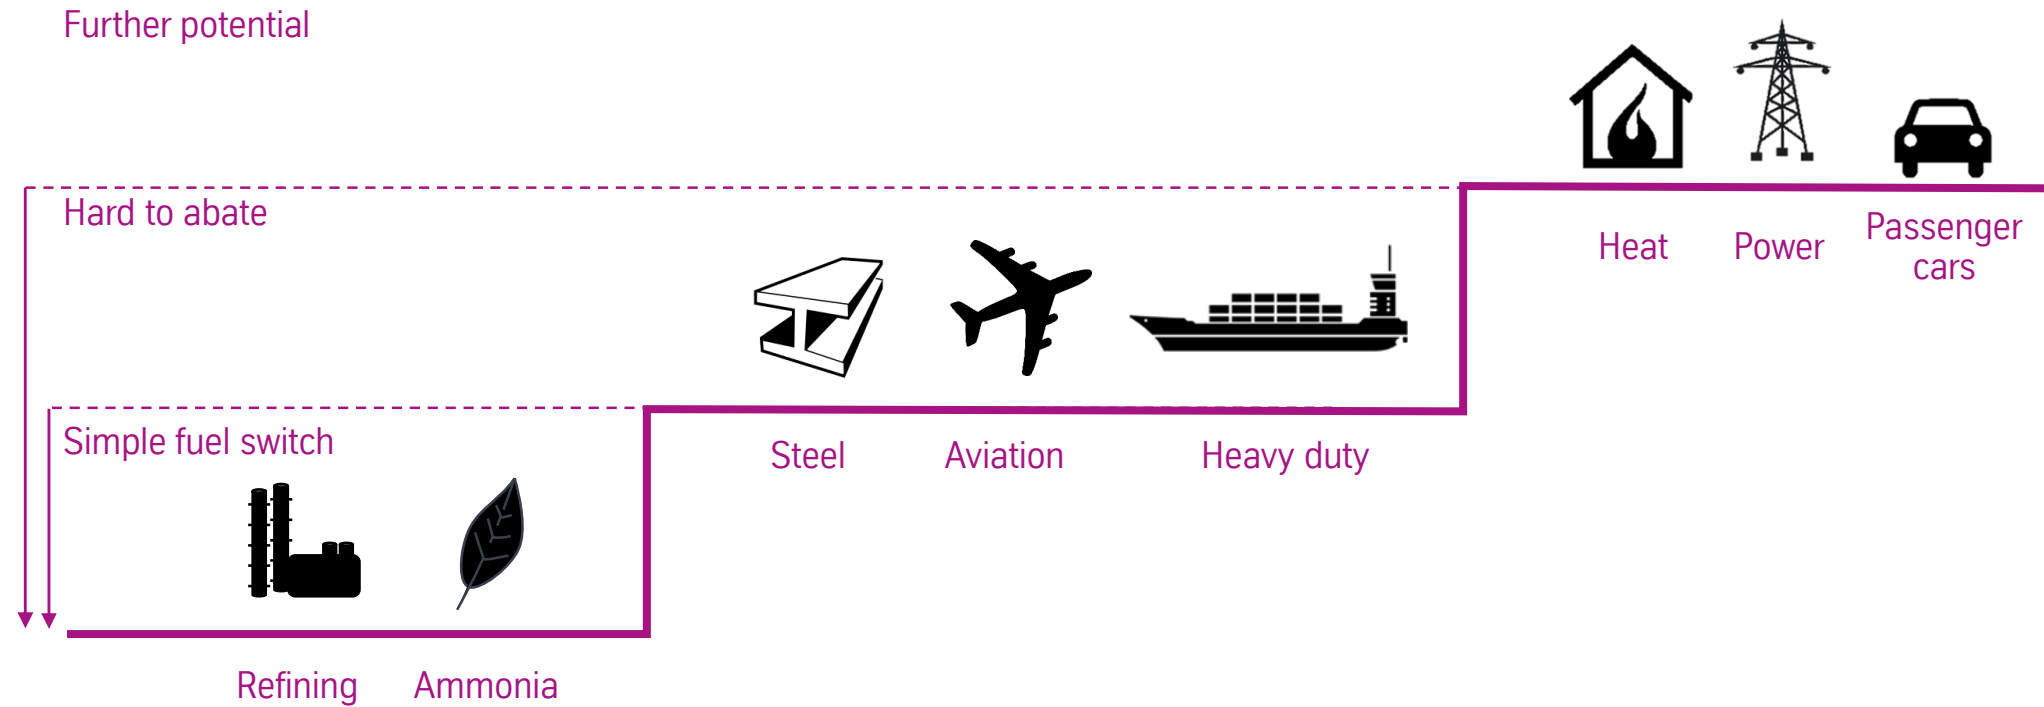 Further potential
Hard to abate
Heat
Power
Passenger
cars
Simple fuel switch
Steel
Aviation
Heavy duty
Refining
Ammonia